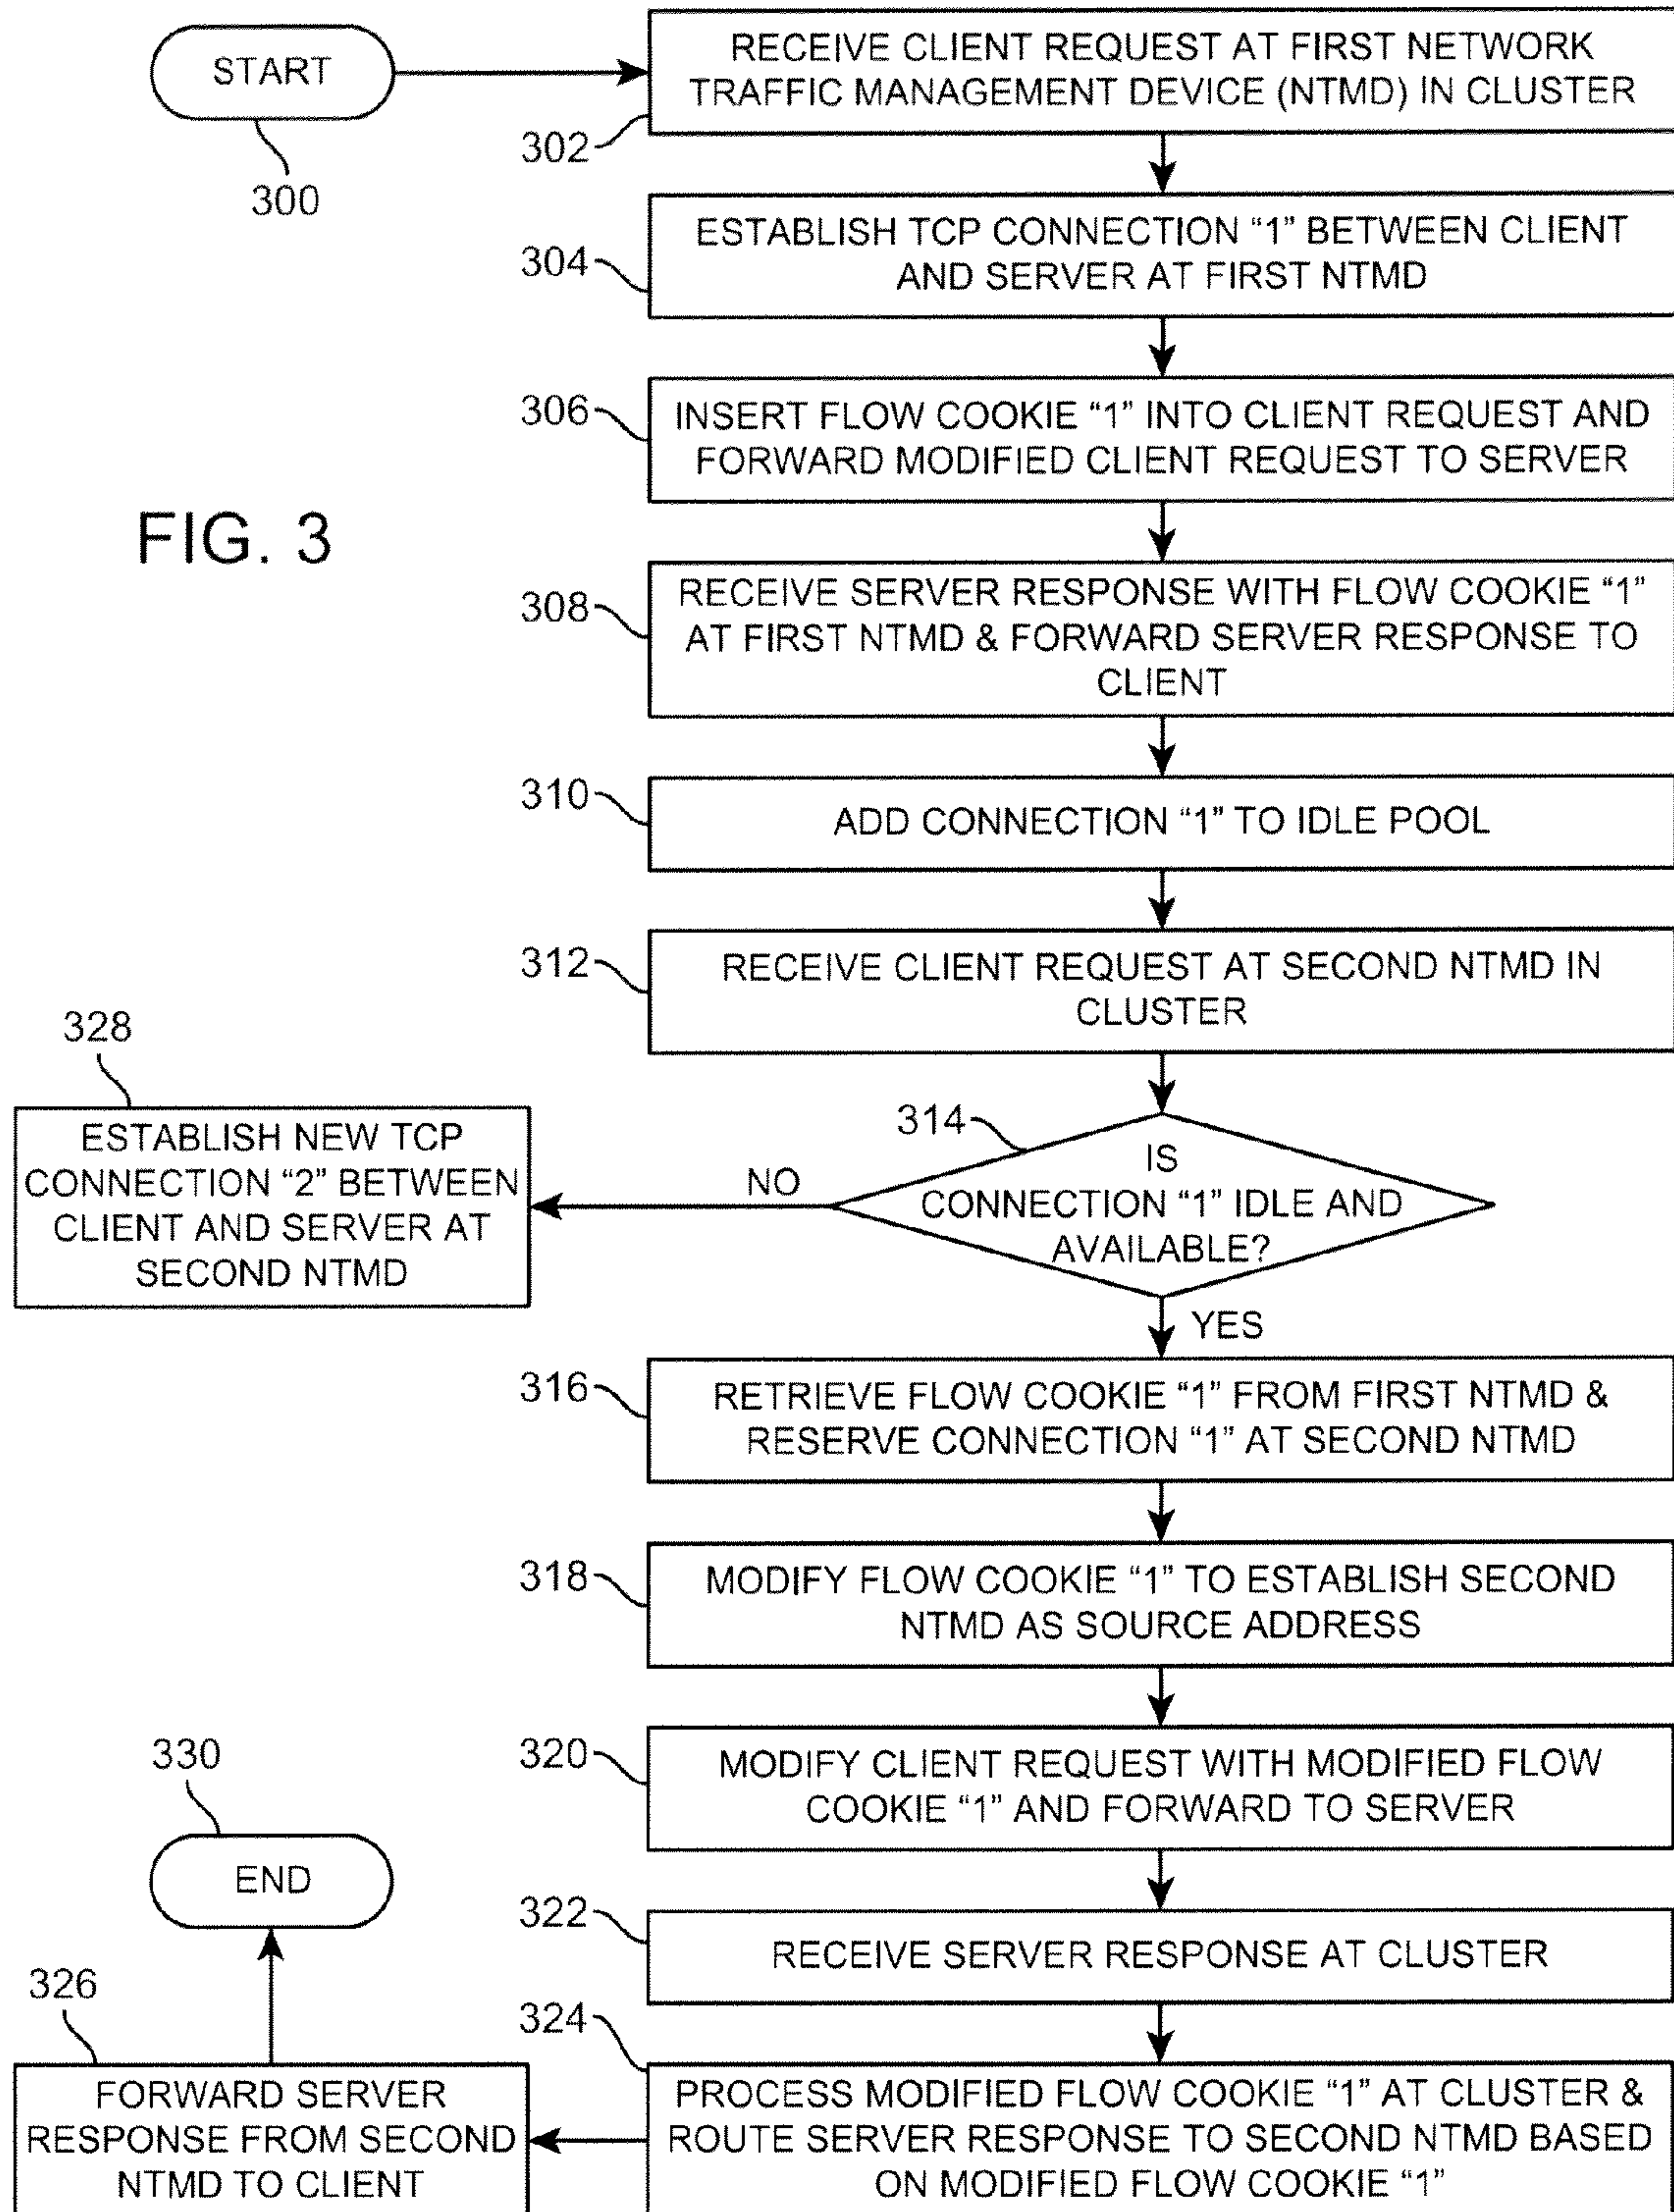 START
300
RECEIVE CLIENT REQUEST AT FIRST NETWORK
TRAFFIC MANAGEMENT DEVICE (NTMD) IN CLUSTER
302
ESTABLISH TCP CONNECTION “1” BETWEEN CLIENT
AND SERVER AT FIRST NTMD
304
306
INSERT FLOW COOKIE “1” INTO CLIENT REQUEST AND
FORWARD MODIFIED CLIENT REQUEST TO SERVER
FIG. 3
308
RECEIVE SERVER RESPONSE WITH FLOW COOKIE “1”
AT FIRST NTMD & FORWARD SERVER RESPONSE TO
CLIENT
310
ADD CONNECTION “1” TO IDLE POOL
312
RECEIVE CLIENT REQUEST AT SECOND NTMD IN
CLUSTER
314
IS
CONNECTION “1” IDLE AND
AVAILABLE?
NO
328
ESTABLISH NEW TCP
CONNECTION “2” BETWEEN
CLIENT AND SERVER AT
SECOND NTMD
YES
316
RETRIEVE FLOW COOKIE “1” FROM FIRST NTMD &
RESERVE CONNECTION “1” AT SECOND NTMD
318
MODIFY FLOW COOKIE “1” TO ESTABLISH SECOND
NTMD AS SOURCE ADDRESS
320
MODIFY CLIENT REQUEST WITH MODIFIED FLOW
COOKIE “1” AND FORWARD TO SERVER
322
RECEIVE SERVER RESPONSE AT CLUSTER
324
PROCESS MODIFIED FLOW COOKIE “1” AT CLUSTER &
ROUTE SERVER RESPONSE TO SECOND NTMD BASED
ON MODIFIED FLOW COOKIE “1”
326
FORWARD SERVER
RESPONSE FROM SECOND
NTMD TO CLIENT
330
END